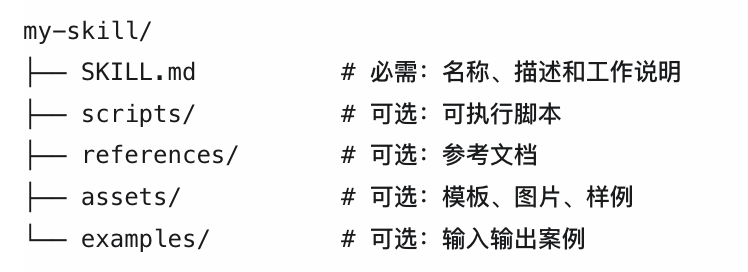 my-skill/
├── SKILL.md          # 必需：名称、描述和工作说明
├── scripts/          # 可选：可执行脚本
├── references/       # 可选：参考文档
├── assets/           # 可选：模板、图片、样例
└── examples/         # 可选：输入输出案例